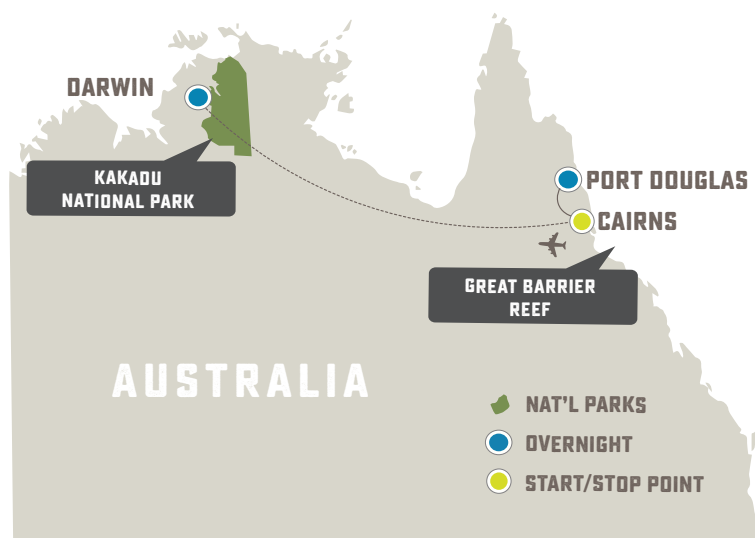 DARWIN
KAKADU
NATIONAL PARK
PORT DOUGLAS
CAIRNS
GREAT BARRIER
REEF
AUSTRALIA
NAT'L PARKS
OVERNIGHT
START/STOP POINT